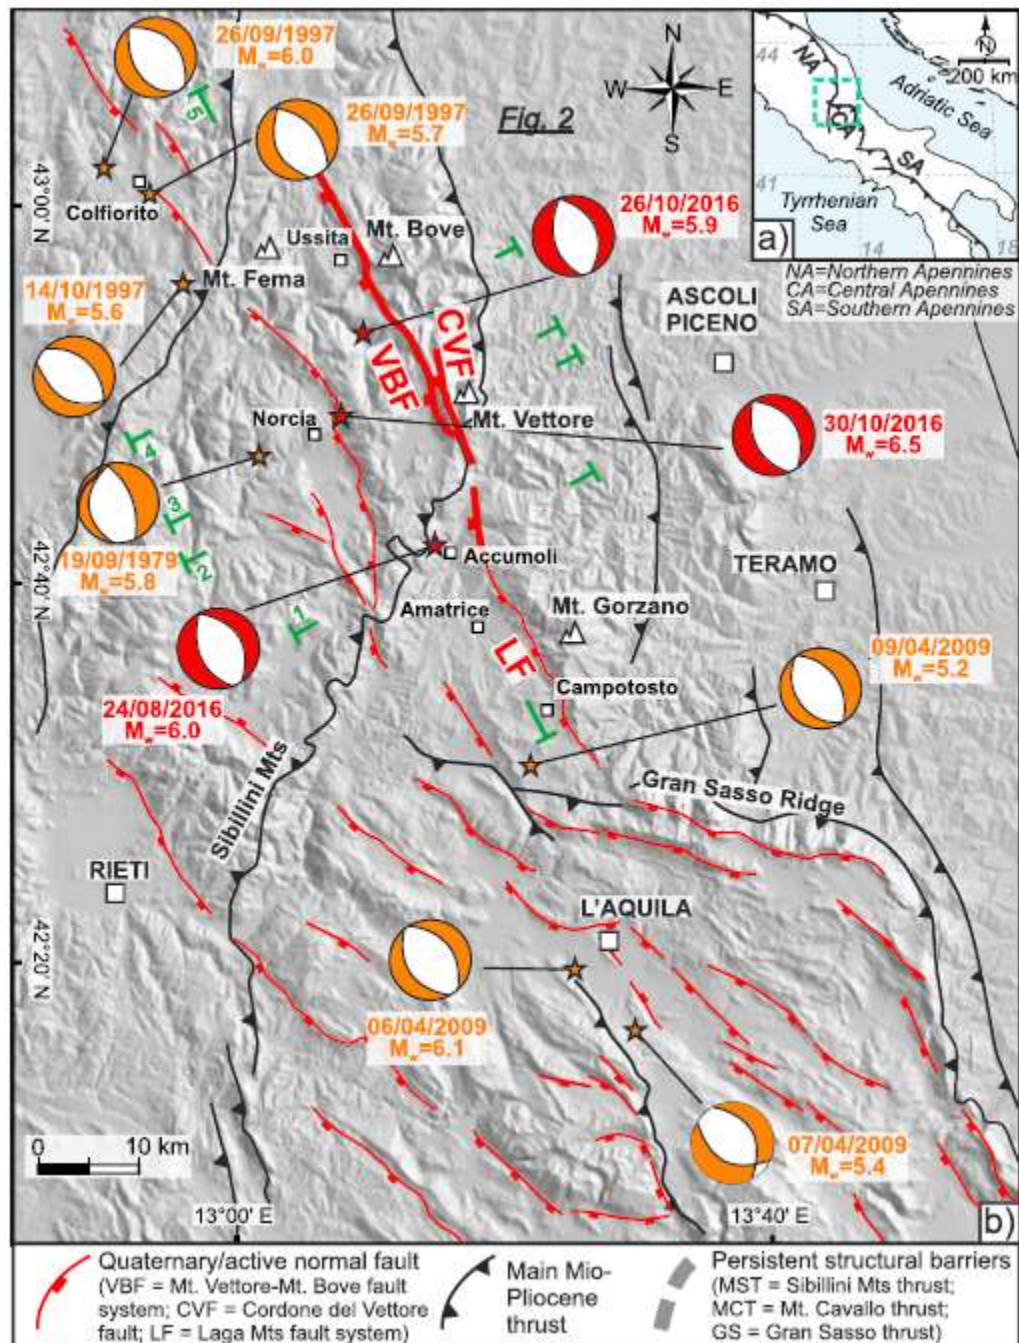 26/09/1997
Mw=6.0
26/09/1997
Mw=5.7
Fig. 2
N
W
E
S
44
NA
CA
SA
Adriatic Sea
200 km
N
41
Tyrrhenian
Sea
14
18
a)
NA=Northern Apennines
CA=Central Apennines
SA=Southern Apennines
5
43°00' N
Colfiorito
Ussita
Mt. Bove
26/10/2016
Mw=5.9
Mt. Fema
14/10/1997
Mw=5.6
ASCOLI
PICENO
CVF
VBF
Norcia
Mt. Vettore
30/10/2016
Mw=6.5
4
3
2
19/09/1979
Mw=5.8
42°40' N
Accumoli
TERAMO
1
Amatrice
Mt. Gorzano
LF
09/04/2009
Mw=5.2
Campotosto
24/08/2016
Mw=6.0
Sibillini Mts
Gran Sasso Ridge
RIETI
L'AQUILA
42°20' N
06/04/2009
Mw=6.1
07/04/2009
Mw=5.4
0 10 km
13°00' E
13°40' E
b)
Quaternary/active normal fault
(VBF = Mt. Vettore-Mt. Bove fault
system; CVF = Cordone del Vettore
fault; LF = Laga Mts fault system)
Main Mio-
Pliocene
thrust
Persistent structural barriers
(MST = Sibillini Mts thrust;
MCT = Mt. Cavallo thrust;
GS = Gran Sasso thrust)